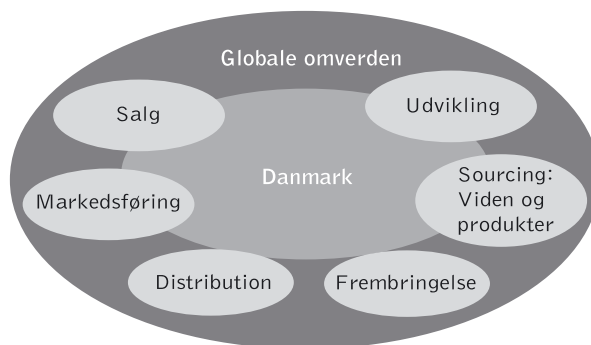 Globale omverden
Salg
Udvikling
Danmark
Markedsføring
Sourcing:
Viden og
produkter
Distribution
Frembringelse